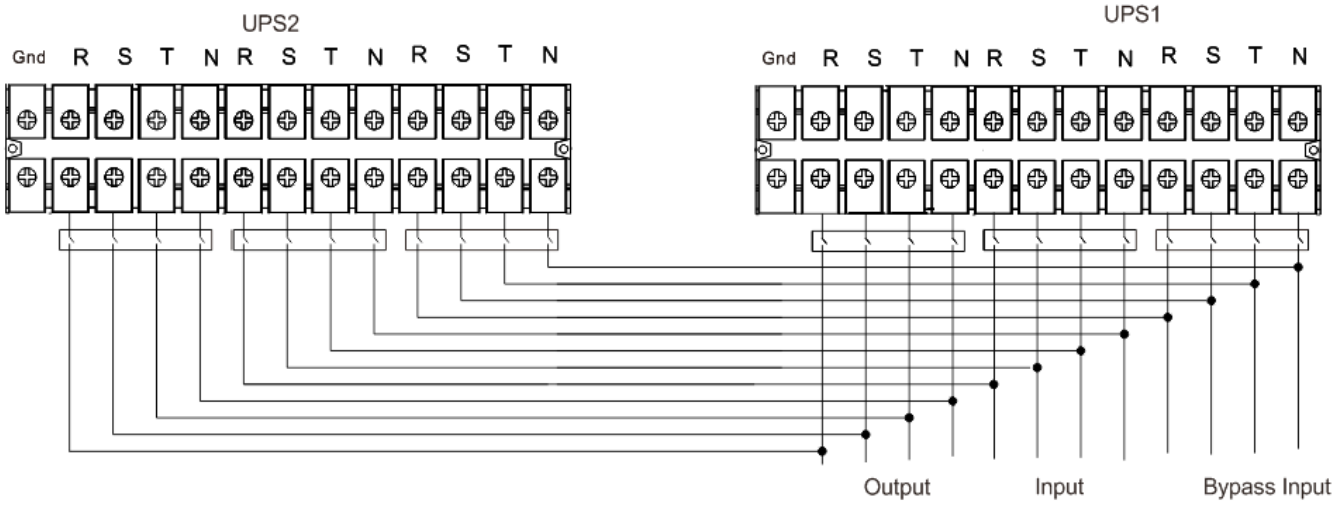 UPS2
UPS1
Gnd R S T N R S T N R S T N
Gnd R S T N R S T N R S T N
Output Input Bypass Input